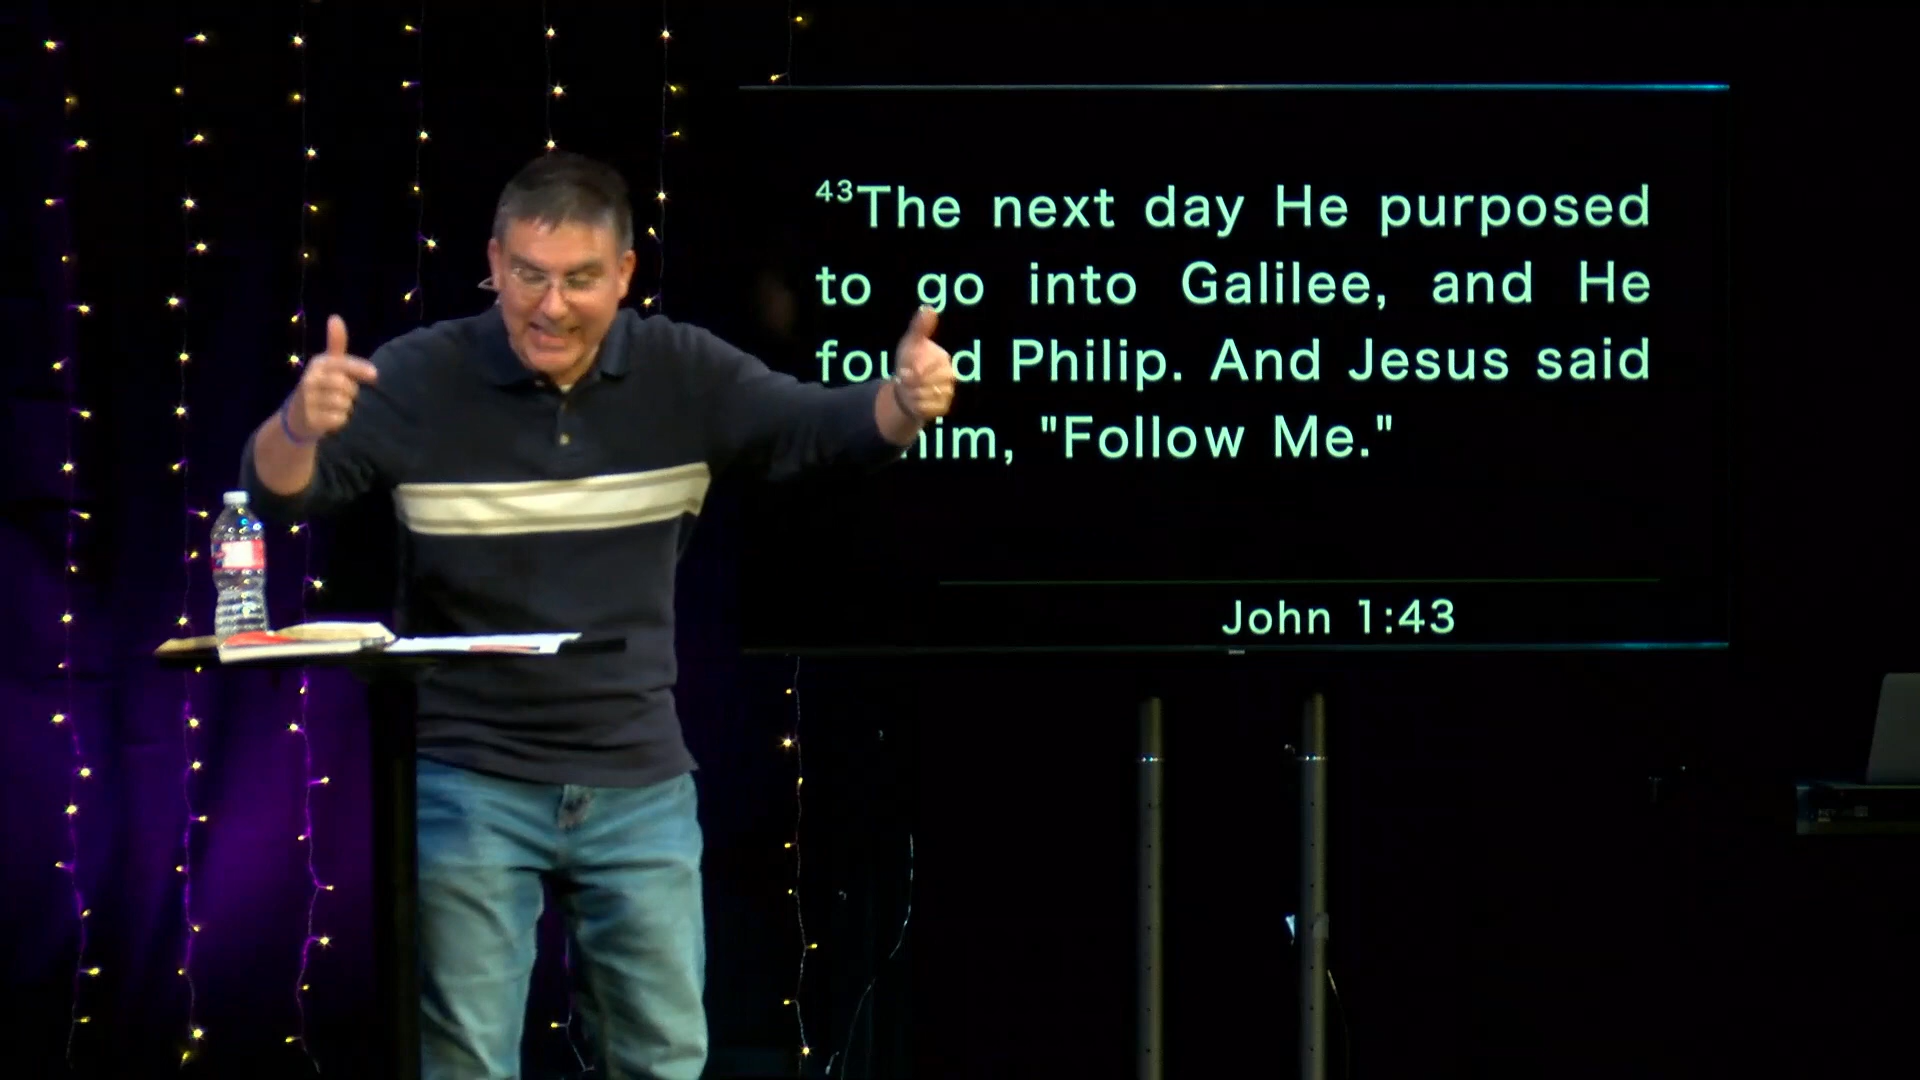 43The next day He purposed
to go into Galilee, and He
found Philip. And Jesus said
him, "Follow Me."
John 1:43